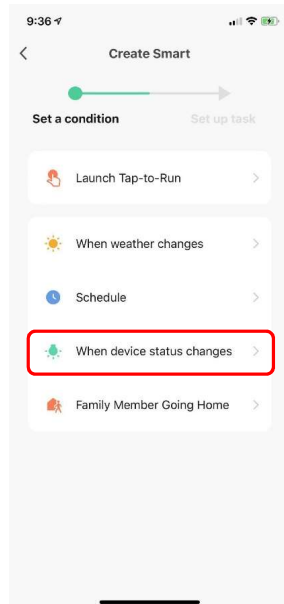 9:36
Create Smart
Set a condition Set up task
Launch Tap-to-Run
When weather changes
Schedule
When device status changes
Family Member Going Home